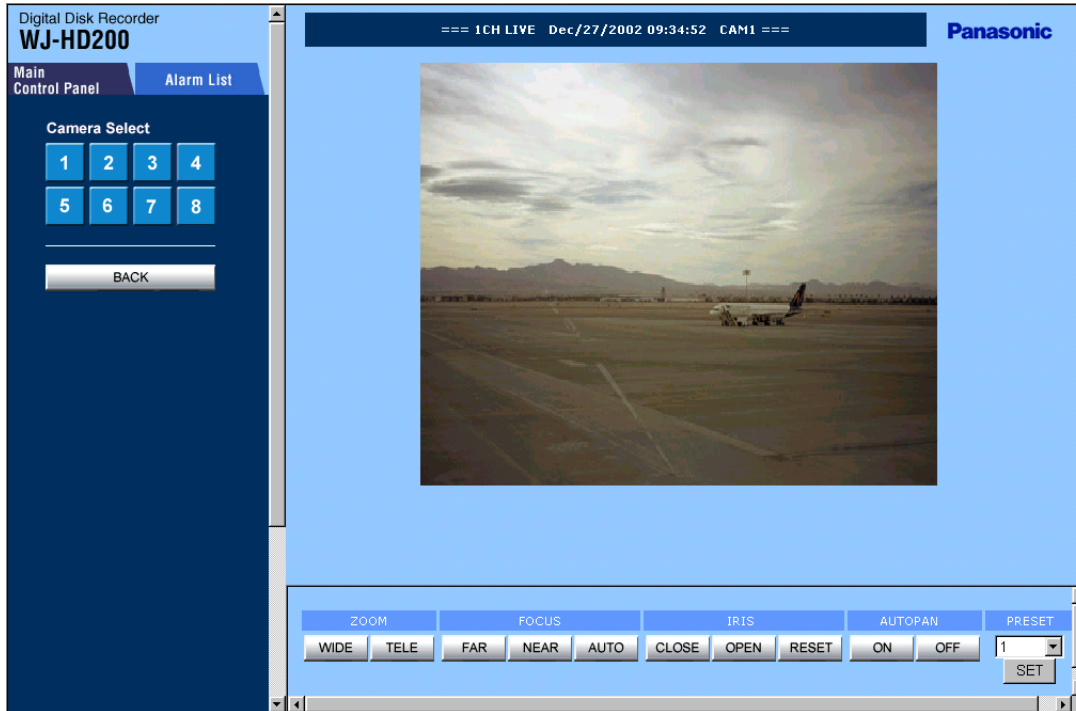 Digital Disk Recorder
WJ-HD200
Main
Control Panel
Alarm List
Camera Select
1 2 3 4
5 6 7 8
BACK
=== 1CH LIVE Dec/27/2002 09:34:52 CAM1 ===
Panasonic
ZOOM FOCUS IRIS AUTOPAN PRESET
WIDE TELE FAR NEAR AUTO CLOSE OPEN RESET ON OFF 1
SET